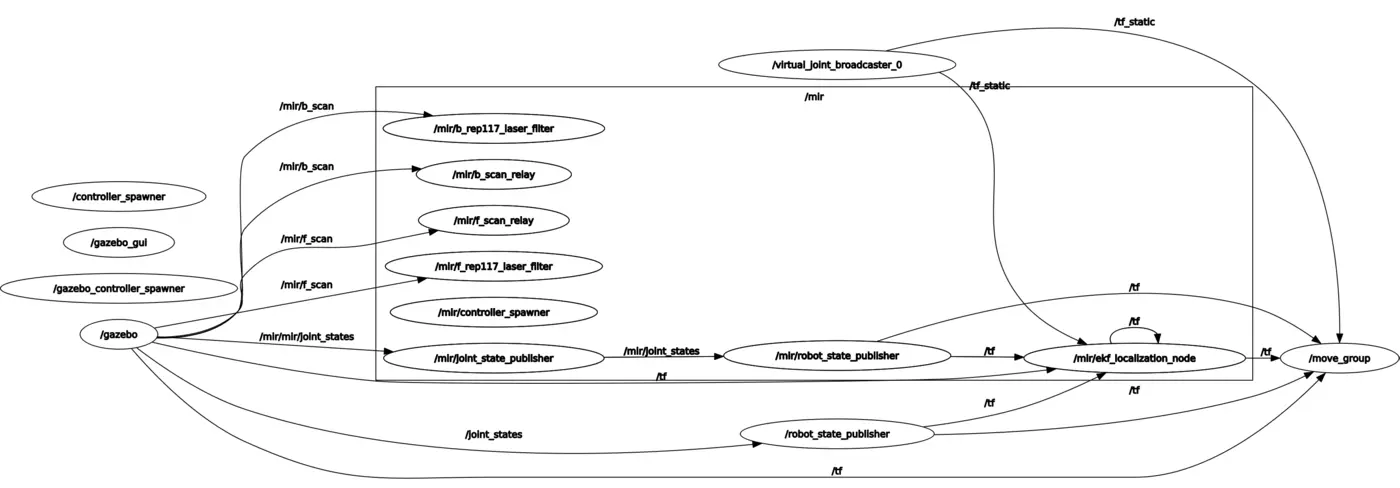 /tf_static
/virtual_joint_broadcaster_0
/tf_static
/mir
/mir/b_scan
/mir/b_rep117_laser_filter
/mir/b_scan
/mir/b_scan_relay
/controller_spawner
/mir/f_scan_relay
/mir/f_scan
/gazebo_gui
/mir/f_rep117_laser_filter
/mir/f_scan
/gazebo_controller_spawner
/tf
/mir/controller_spawner
/tf
/gazebo
/mir/mir/joint_states
/mir/joint_state_publisher
/mir/joint_states
/mir/robot_state_publisher
/tf
/mir/ekf_localization_node
/tf
/move_group
/tf
/tf
/tf
/joint_states
/robot_state_publisher
/tf